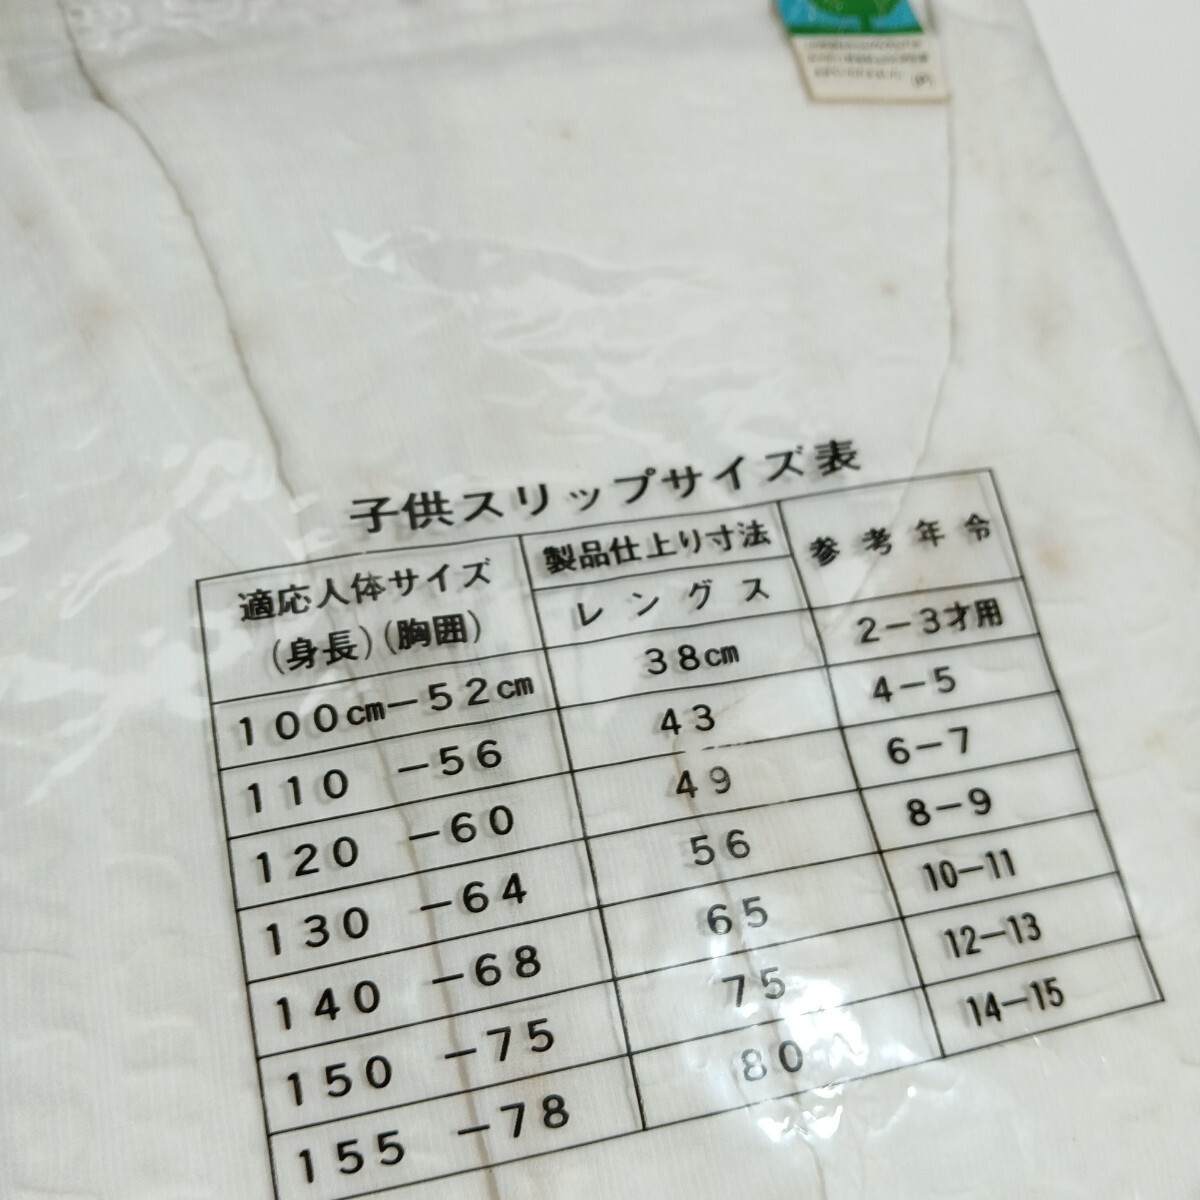 子供スリップサイズ表
適応人体サイズ 製品仕上り寸法 参考年令
(身長)(胸囲) レングス
100cm-52cm 38cm 2-3才用
110 -56 43 4-5
120 -60 49 6-7
130 -64 56 8-9
140 -68 65 10-11
150 -75 75 12-13
155 -78 80 14-15